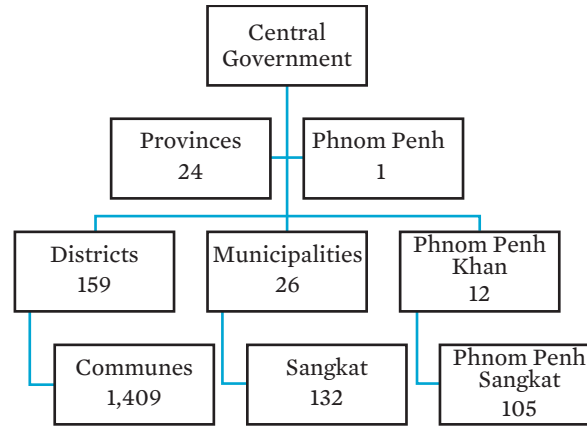 Central
Government
Provinces
24
Phnom Penh
1
Districts
159
Municipalities
26
Phnom Penh
Khan
12
Communes
1,409
Sangkat
132
Phnom Penh
Sangkat
105